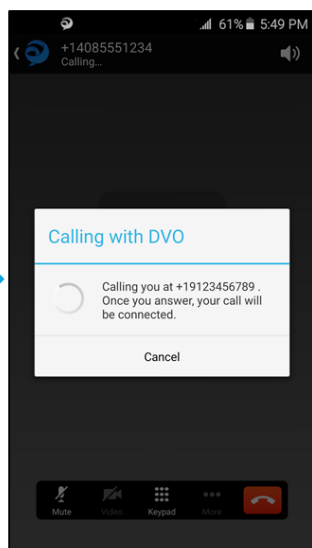 61% 5:49 PM
+14085551234
Calling...
Calling with DVO
Calling you at +19123456789 .
Once you answer, your call will
be connected.
Cancel
Mute Video Keypad More